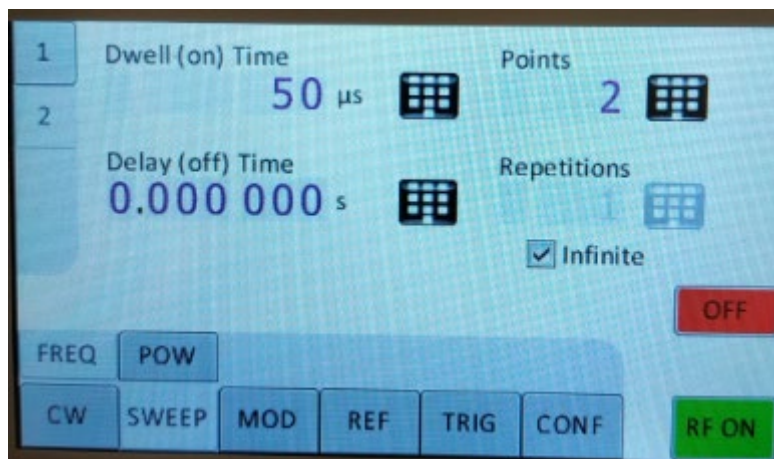 1
2
Dwell (on) Time
50 µs
Points
2
Delay (off) Time
0.000 000 s
Repetitions
1
Infinite
OFF
FREQ POW
CW SWEEP MOD REF TRIG CONF RF ON